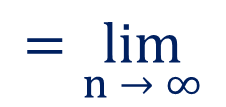 = lim
n → ∞